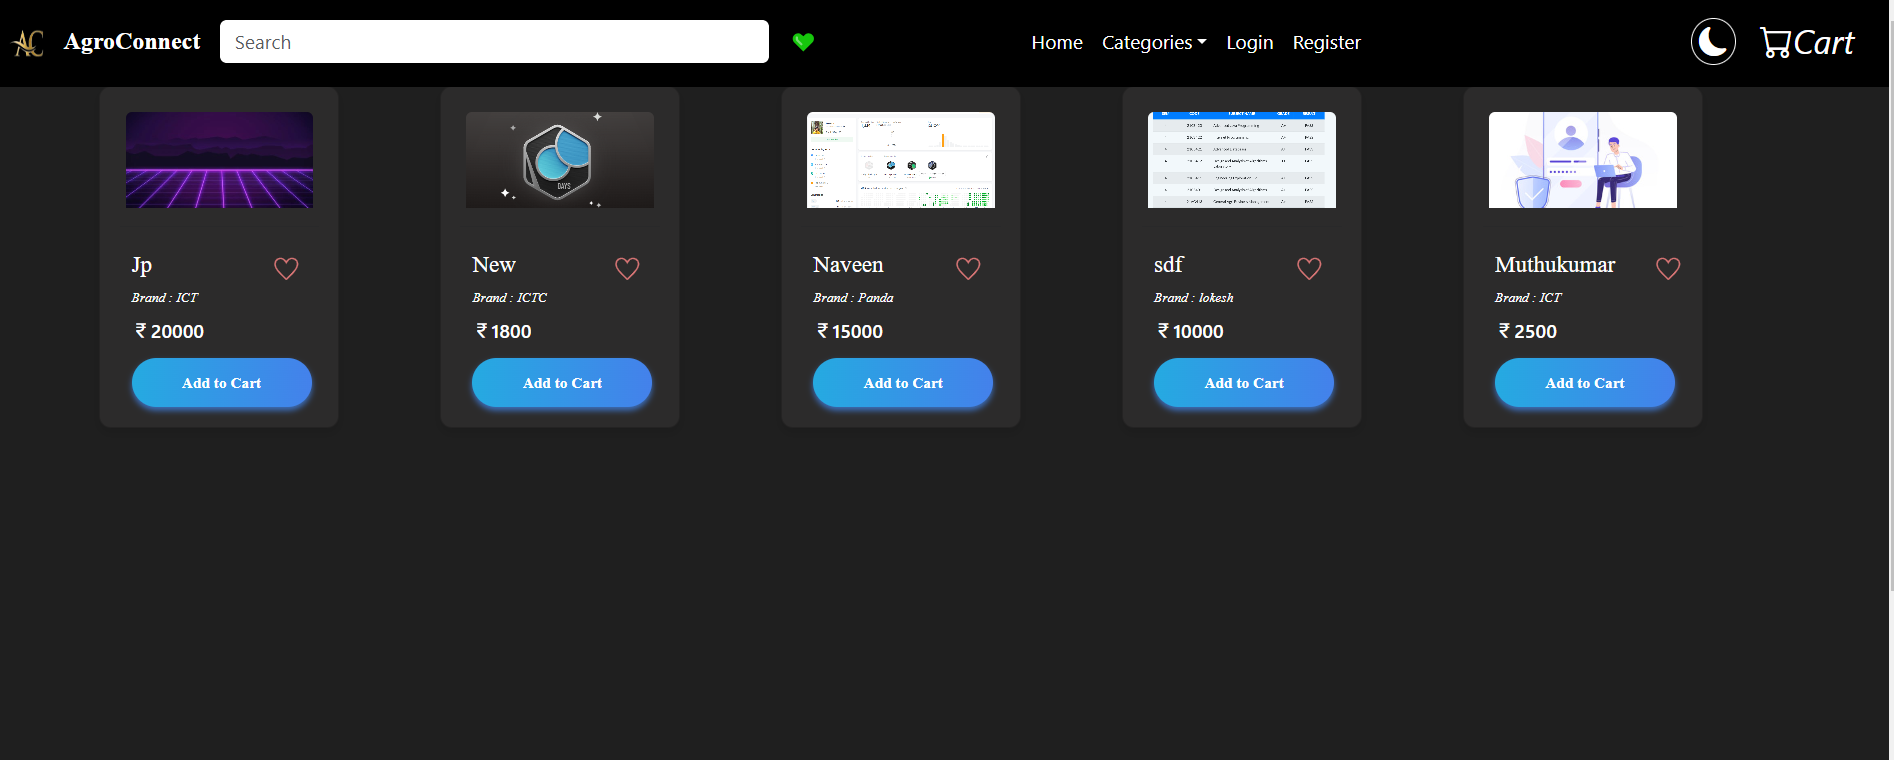 AC AgroConnect Search Home Categories Login Register Cart
DAYS
Jp
Brand : ICT
₹ 20000
Add to Cart
New
Brand : ICTC
₹ 1800
Add to Cart
Naveen
Brand : Panda
₹ 15000
Add to Cart
sdf
Brand : lokesh
₹ 10000
Add to Cart
Muthukumar
Brand : ICT
₹ 2500
Add to Cart